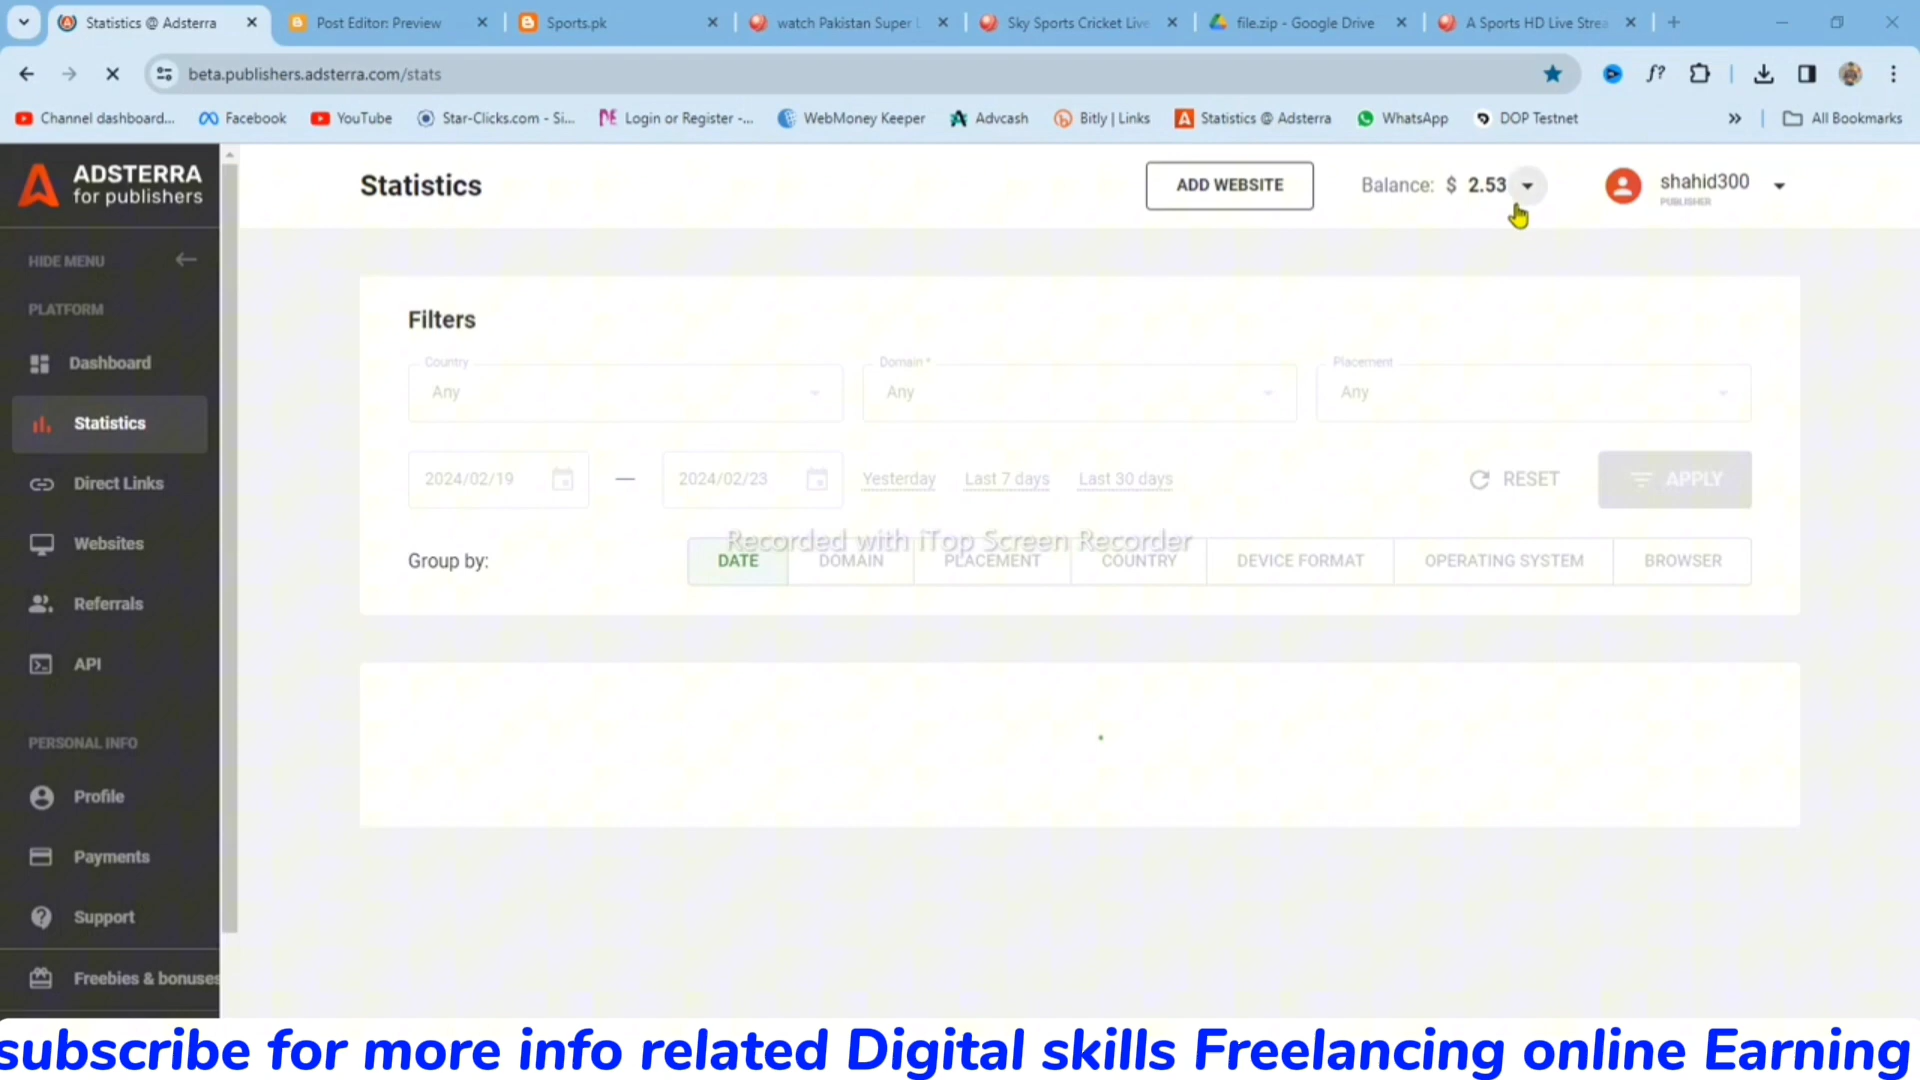 Statistics @ Adsterra
Post Editor: Preview
Sports.pk
watch Pakistan Super
Sky Sports Cricket Live
file.zip - Google Drive
A Sports HD Live Strea
beta.publishers.adsterra.com/stats
Channel dashboard...
Facebook
YouTube
Star-Clicks.com - Si...
Login or Register -...
WebMoney Keeper
Advcash
Bitly | Links
Statistics @ Adsterra
WhatsApp
DOP Testnet
All Bookmarks
ADSTERRA
for publishers
Statistics
ADD WEBSITE
Balance: $ 2.53
shahid300
PUBLISHER
HIDE MENU
PLATFORM
Dashboard
Statistics
Direct Links
Websites
Referrals
API
PERSONAL INFO
Profile
Payments
Support
Freebies & bonuses
Filters
Country
Any
Domain*
Any
Placement
Any
2024/02/19
—
2024/02/23
Yesterday
Last 7 days
Last 30 days
RESET
APPLY
Recorded with iTop Screen Recorder
Group by:
DATE
DOMAIN
PLACEMENT
COUNTRY
DEVICE FORMAT
OPERATING SYSTEM
BROWSER
subscribe for more info related Digital skills Freelancing online Earning